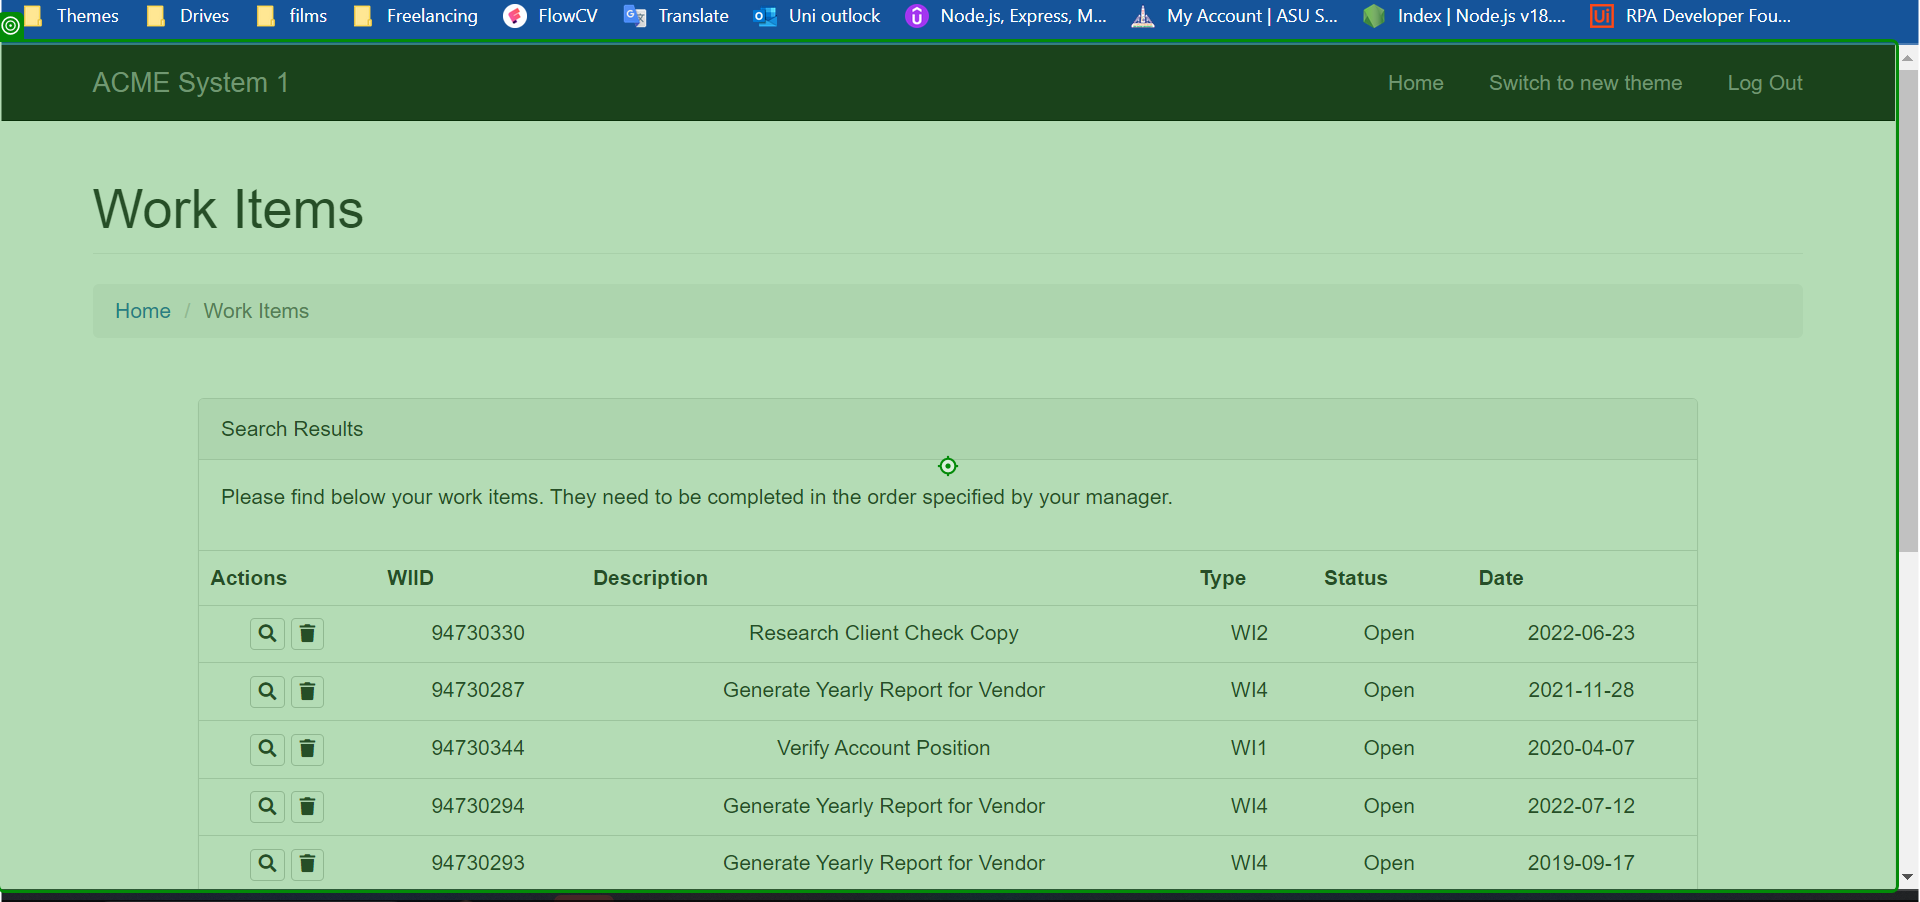 Themes Drives films Freelancing FlowCV Translate Uni outlock Node.js, Express, M... My Account | ASU S... Index | Node.js v18.... Ui RPA Developer Fou...
ACME System 1 Home Switch to new theme Log Out
Work Items
Home / Work Items
Search Results
Please find below your work items. They need to be completed in the order specified by your manager.
Actions WIID Description Type Status Date
94730330 Research Client Check Copy WI2 Open 2022-06-23
94730287 Generate Yearly Report for Vendor WI4 Open 2021-11-28
94730344 Verify Account Position WI1 Open 2020-04-07
94730294 Generate Yearly Report for Vendor WI4 Open 2022-07-12
94730293 Generate Yearly Report for Vendor WI4 Open 2019-09-17